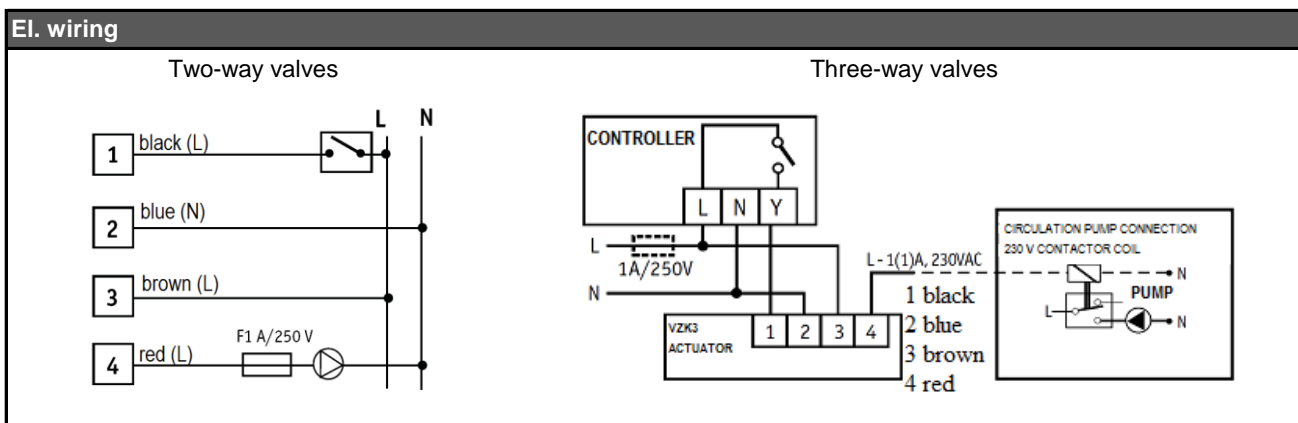 El. wiring
Two-way valves
L N
1 black (L)
2 blue (N)
3 brown (L)
F1 A/250 V
4 red (L)
Three-way valves
CONTROLLER
L N Y
L
1A/250V
N
VZK3
ACTUATOR
1 2 3 4
L - 1(1)A, 230VAC
1 black
2 blue
3 brown
4 red
CIRCULATION PUMP CONNECTION
230 V CONTACTOR COIL
N
PUMP
L
N